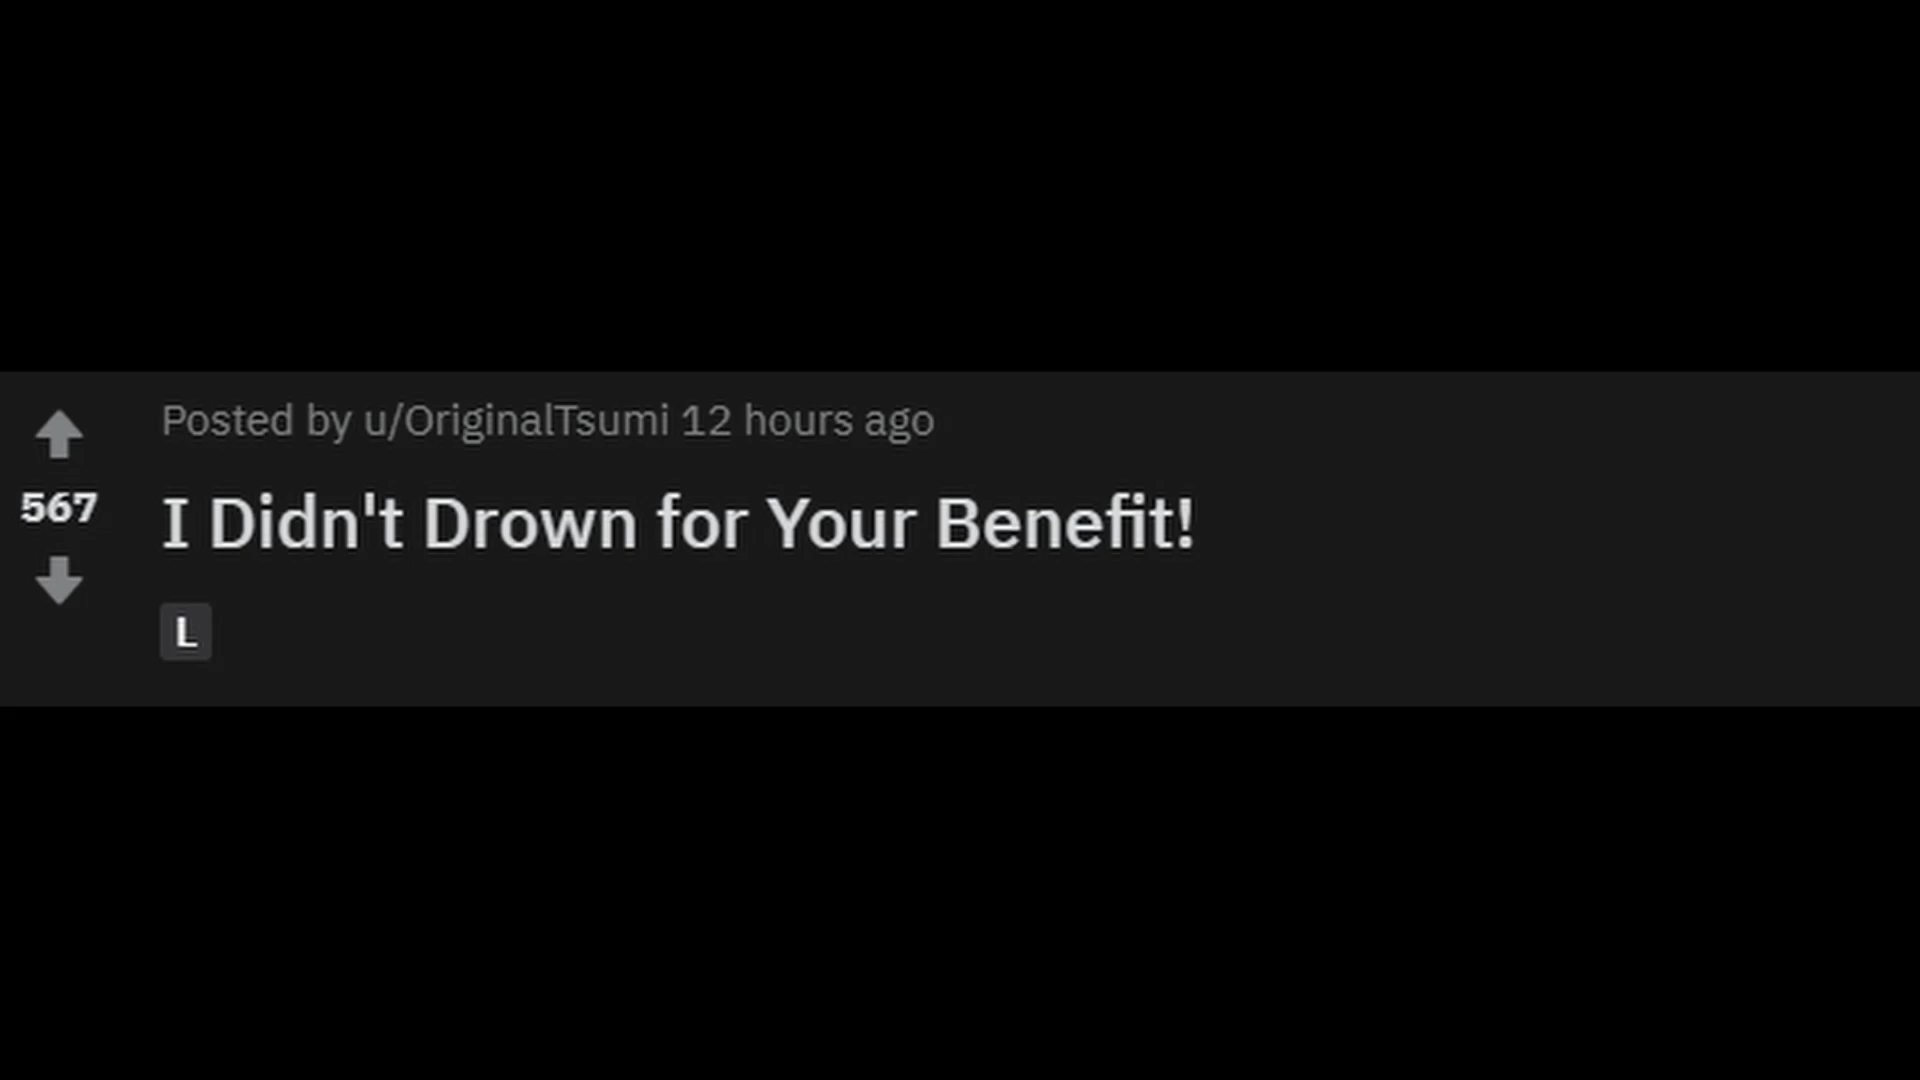 Posted by u/OriginalTsumi 12 hours ago
567
I Didn't Drown for Your Benefit!
L